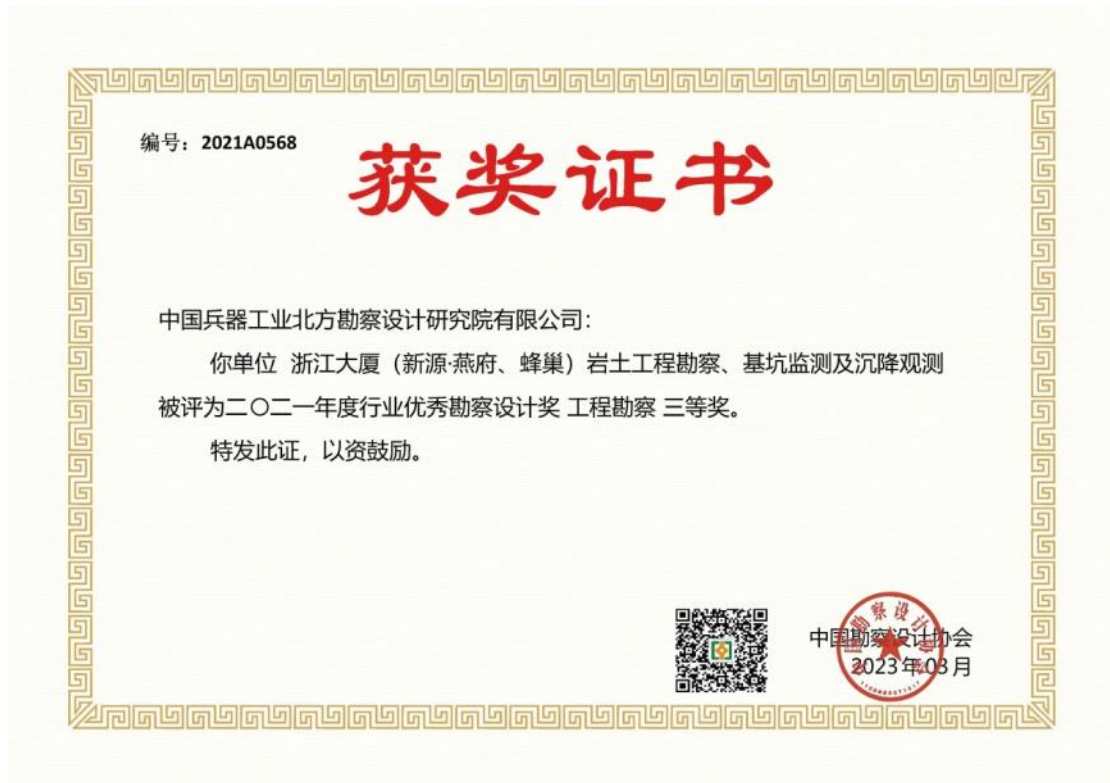 编号：2021A0568
获奖证书
中国兵器工业北方勘察设计研究院有限公司：
你单位 浙江大厦（新源·燕府、蜂巢）岩土工程勘察、基坑监测及沉降观测
被评为二〇二一年度行业优秀勘察设计奖 工程勘察 三等奖。
特发此证，以资鼓励。
中国勘察设计协会
2023年03月